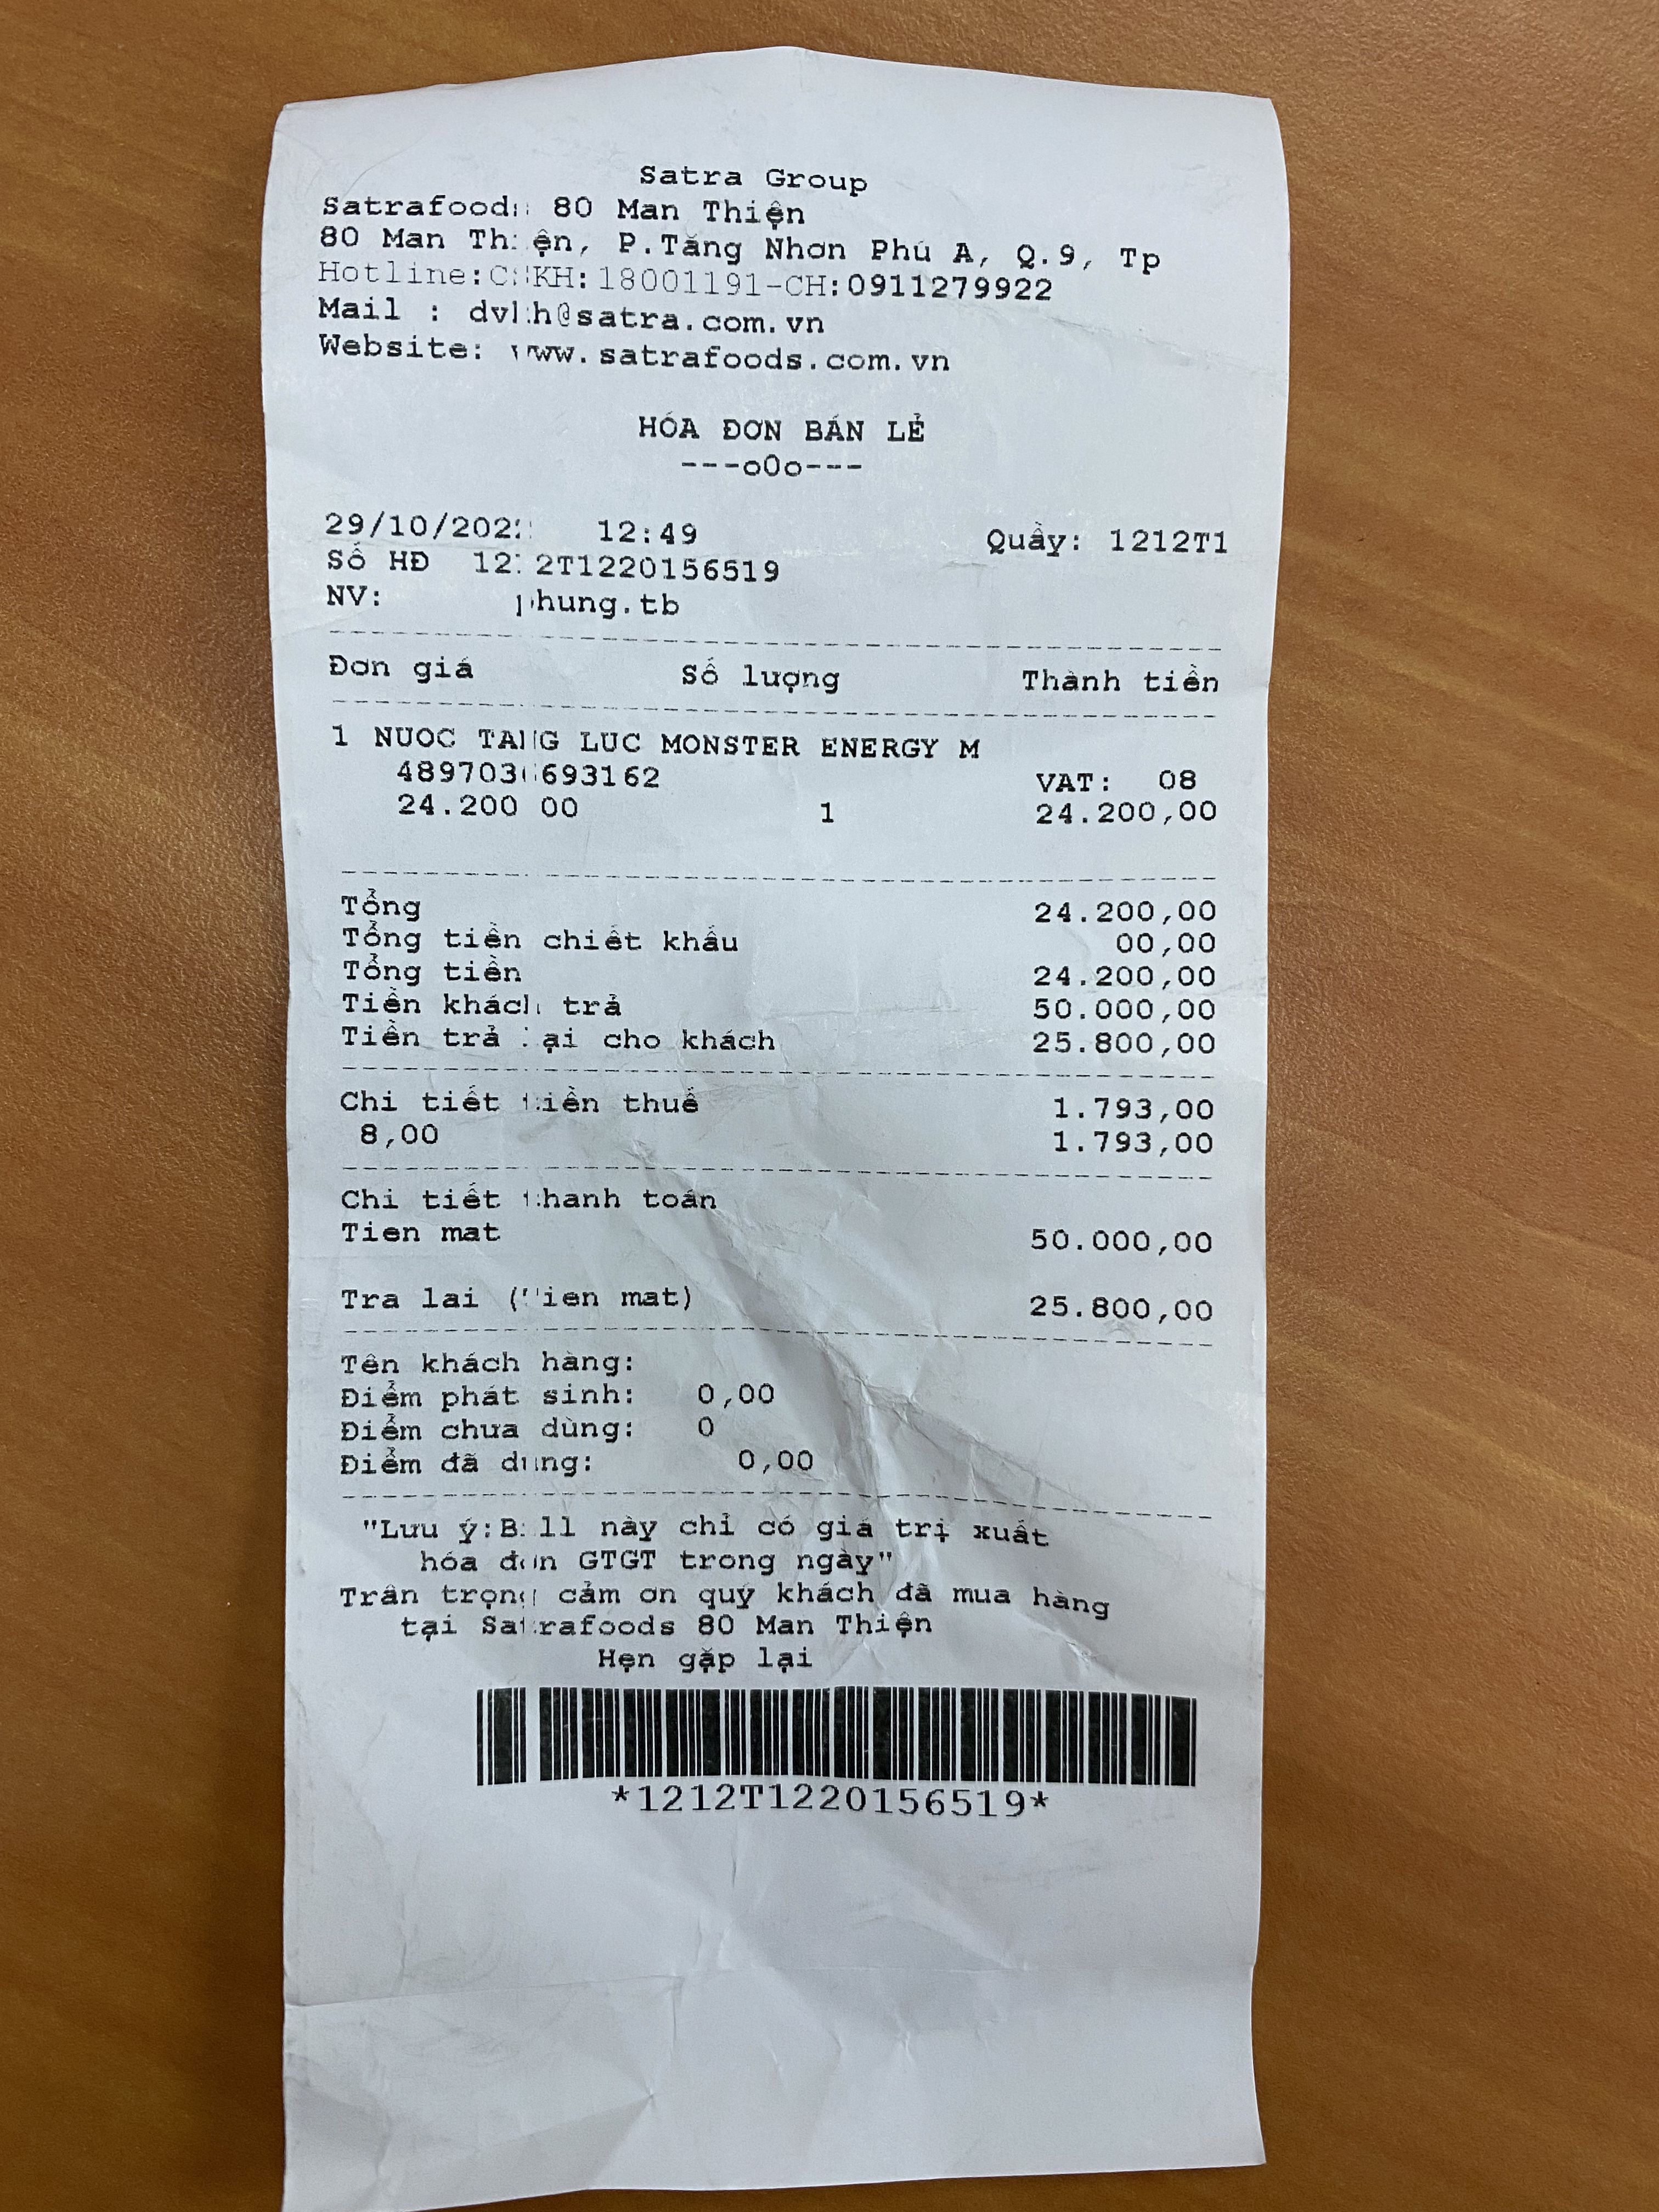 Satra Group
Satrafoods 80 Man Thiện
80 Man Thiện, P.Tăng Nhơn Phú A, Q.9, Tp
Hotline:CSKH:18001191-CH:0911279922
Mail : dvkh@satra.com.vn
Website: www.satrafoods.com.vn
HÓA ĐƠN BÁN LẺ
---o0o---
29/10/2022 12:49 Quầy: 1212T1
Số HĐ 1212T1220156519
NV: phung.tb
Đơn giá Số lượng Thành tiền
1 NUOC TANG LUC MONSTER ENERGY M
4897036693162 VAT: 08
24.200,00 1 24.200,00
Tổng 24.200,00
Tổng tiền chiết khấu 00,00
Tổng tiền 24.200,00
Tiền khách trả 50.000,00
Tiền trả lại cho khách 25.800,00
Chi tiết tiền thuế 1.793,00
8,00 1.793,00
Chi tiết thanh toán
Tien mat 50.000,00
Tra lai (Tien mat) 25.800,00
Tên khách hàng:
Điểm phát sinh: 0,00
Điểm chưa dùng: 0
Điểm đã dung: 0,00
"Lưu ý:Bill này chỉ có giá trị xuất
hóa đơn GTGT trong ngày"
Trân trọng cảm ơn quý khách đã mua hàng
tại Satrafoods 80 Man Thiện
Hẹn gặp lại
*1212T1220156519*